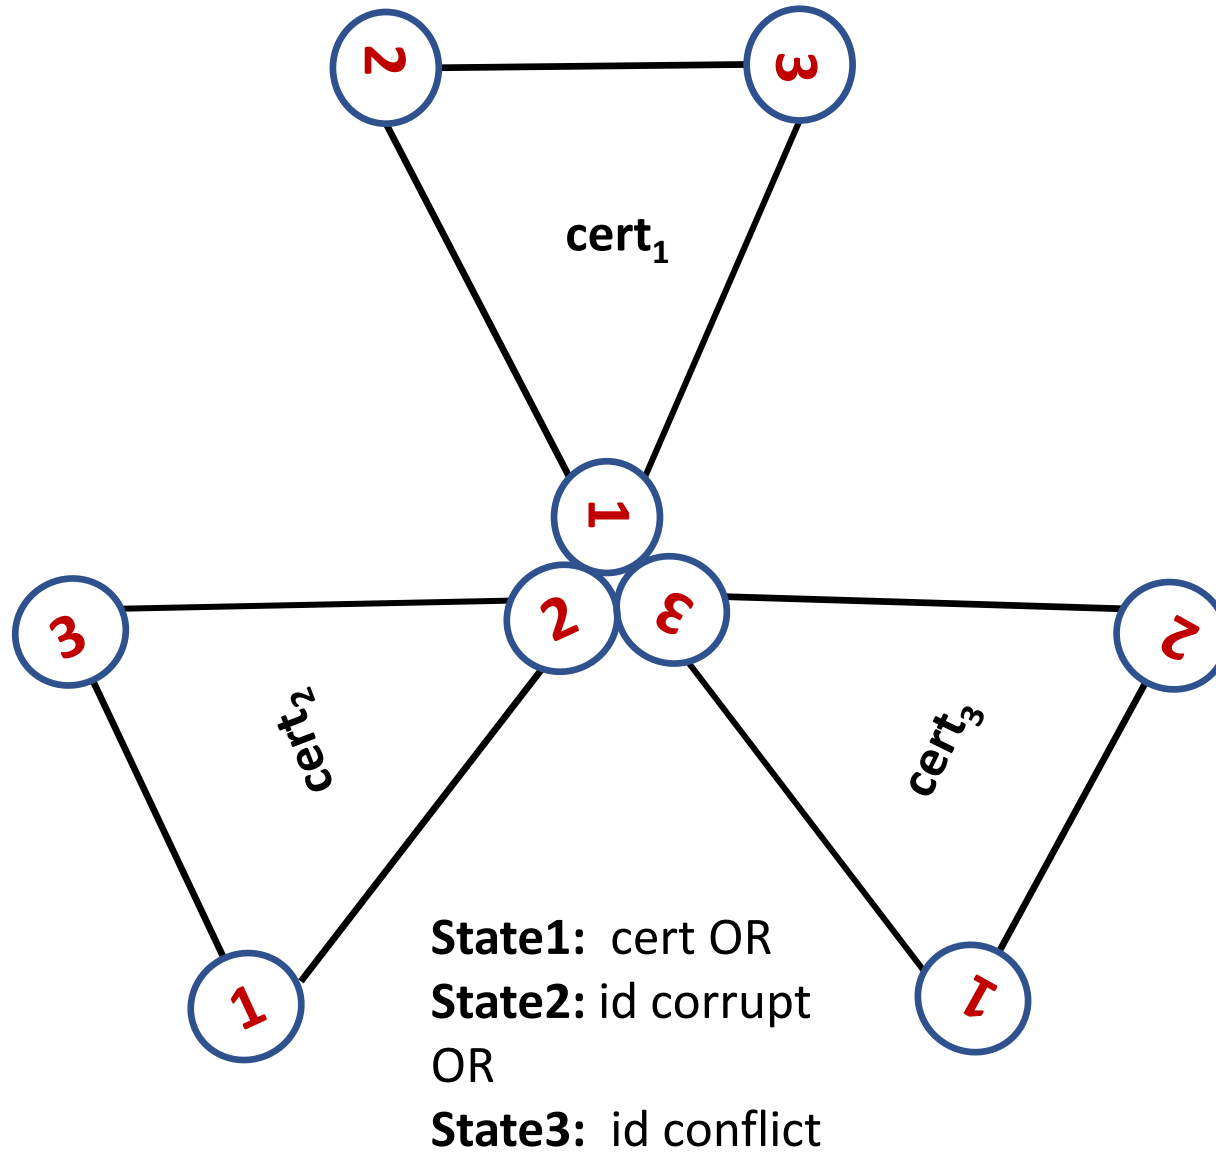 2
3
cert1
1
2
3
3
2
cert2
cert3
1
1
State1: cert OR
State2: id corrupt
OR
State3: id conflict